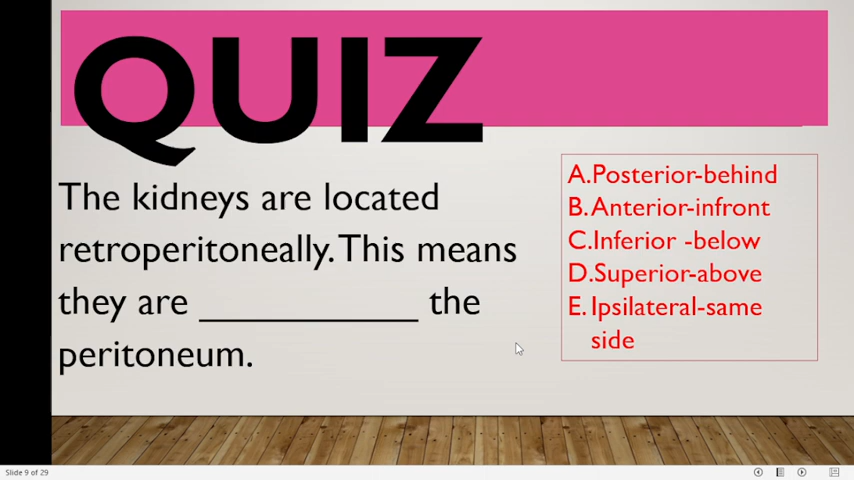 QUIZ
The kidneys are located
retroperitoneally. This means
they are ____________ the
peritoneum.
A.Posterior-behind
B.Anterior-infront
C.Inferior -below
D.Superior-above
E. Ipsilateral-same
side
Slide 9 of 29